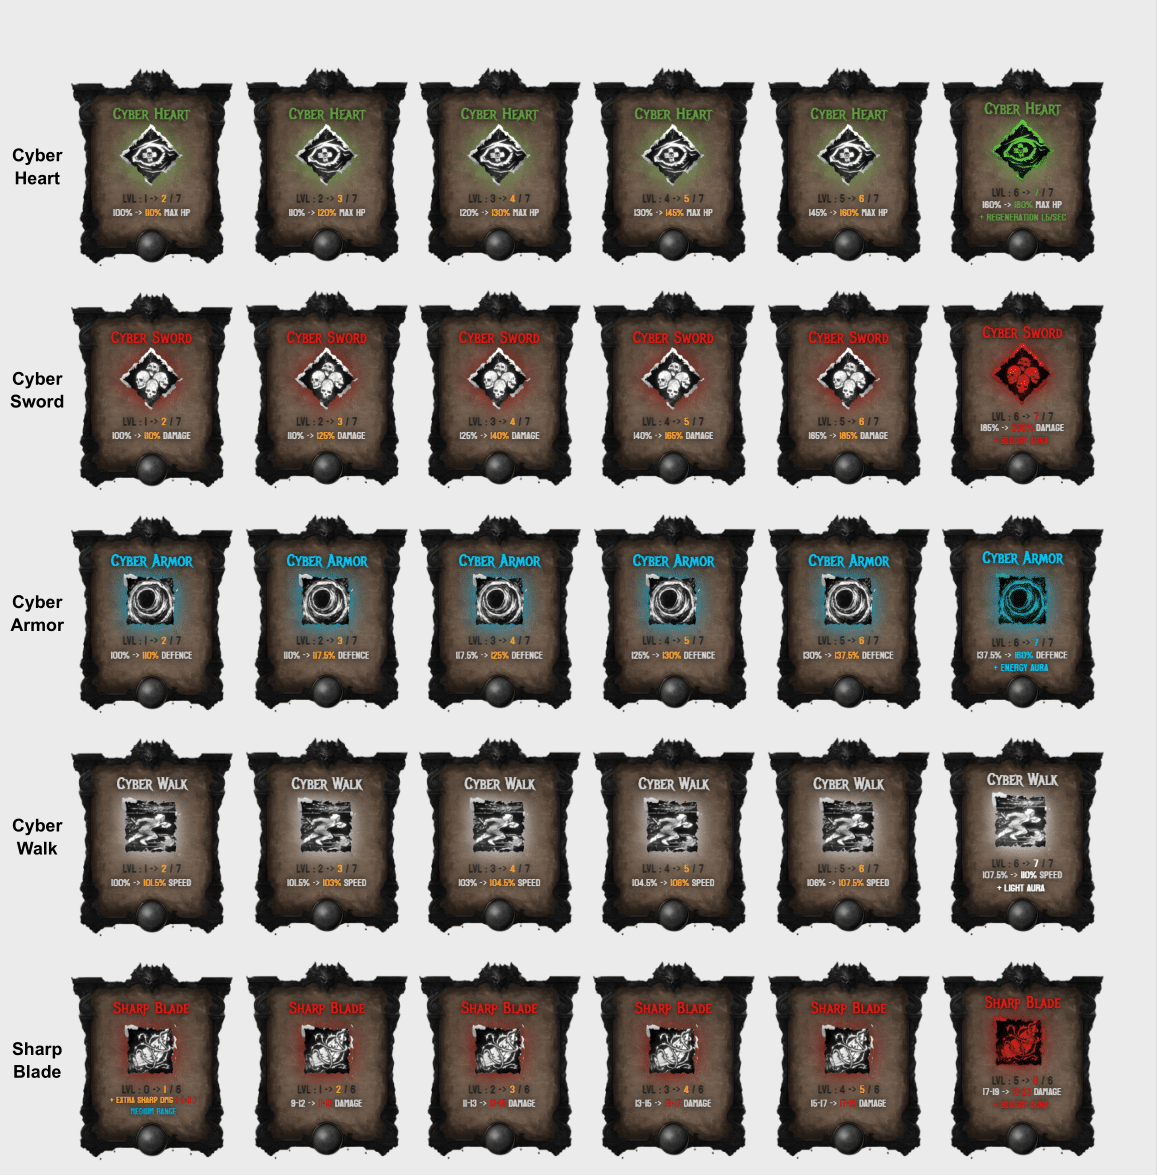 Cyber
Heart
CYBER HEART
LVL : 1 -> 2 / 7
100% -> 110% MAX HP
CYBER HEART
LVL : 2 -> 3 / 7
110% -> 120% MAX HP
CYBER HEART
LVL : 3 -> 4 / 7
120% -> 130% MAX HP
CYBER HEART
LVL : 4 -> 5 / 7
130% -> 145% MAX HP
CYBER HEART
LVL : 5 -> 6 / 7
145% -> 160% MAX HP
CYBER HEART
LVL : 6 -> 7 / 7
160% -> 180% MAX HP
+ REGENERATION 1.5/SEC
Cyber
Sword
CYBER SWORD
LVL : 1 -> 2 / 7
100% -> 110% DAMAGE
CYBER SWORD
LVL : 2 -> 3 / 7
110% -> 125% DAMAGE
CYBER SWORD
LVL : 3 -> 4 / 7
125% -> 140% DAMAGE
CYBER SWORD
LVL : 4 -> 5 / 7
140% -> 165% DAMAGE
CYBER SWORD
LVL : 5 -> 6 / 7
165% -> 185% DAMAGE
CYBER SWORD
LVL : 6 -> 7 / 7
185% -> DAMAGE
Cyber
Armor
CYBER ARMOR
LVL : 1 -> 2 / 7
100% -> 110% DEFENCE
CYBER ARMOR
LVL : 2 -> 3 / 7
110% -> 117.5% DEFENCE
CYBER ARMOR
LVL : 3 -> 4 / 7
117.5% -> 125% DEFENCE
CYBER ARMOR
LVL : 4 -> 5 / 7
125% -> 130% DEFENCE
CYBER ARMOR
LVL : 5 -> 6 / 7
130% -> 137.5% DEFENCE
CYBER ARMOR
LVL : 6 -> 7 / 7
137.5% -> 150% DEFENCE
+ ENERGY AURA
Cyber
Walk
CYBER WALK
LVL : 1 -> 2 / 7
100% -> 101.5% SPEED
CYBER WALK
LVL : 2 -> 3 / 7
101.5% -> 103% SPEED
CYBER WALK
LVL : 3 -> 4 / 7
103% -> 104.5% SPEED
CYBER WALK
LVL : 4 -> 5 / 7
104.5% -> 106% SPEED
CYBER WALK
LVL : 5 -> 6 / 7
106% -> 107.5% SPEED
CYBER WALK
LVL : 6 -> 7 / 7
107.5% -> 110% SPEED
+ LIGHT AURA
Sharp
Blade
SHARP BLADE
LVL : 0 -> 1 / 6
+ EXTRA SHARP DMG
MEDIUM RANGE
SHARP BLADE
LVL : 1 -> 2 / 6
9-12 -> DAMAGE
SHARP BLADE
LVL : 2 -> 3 / 6
11-13 -> DAMAGE
SHARP BLADE
LVL : 3 -> 4 / 6
13-15 -> DAMAGE
SHARP BLADE
LVL : 4 -> 5 / 6
15-17 -> DAMAGE
SHARP BLADE
LVL : 5 -> 6 / 6
17-19 -> DAMAGE